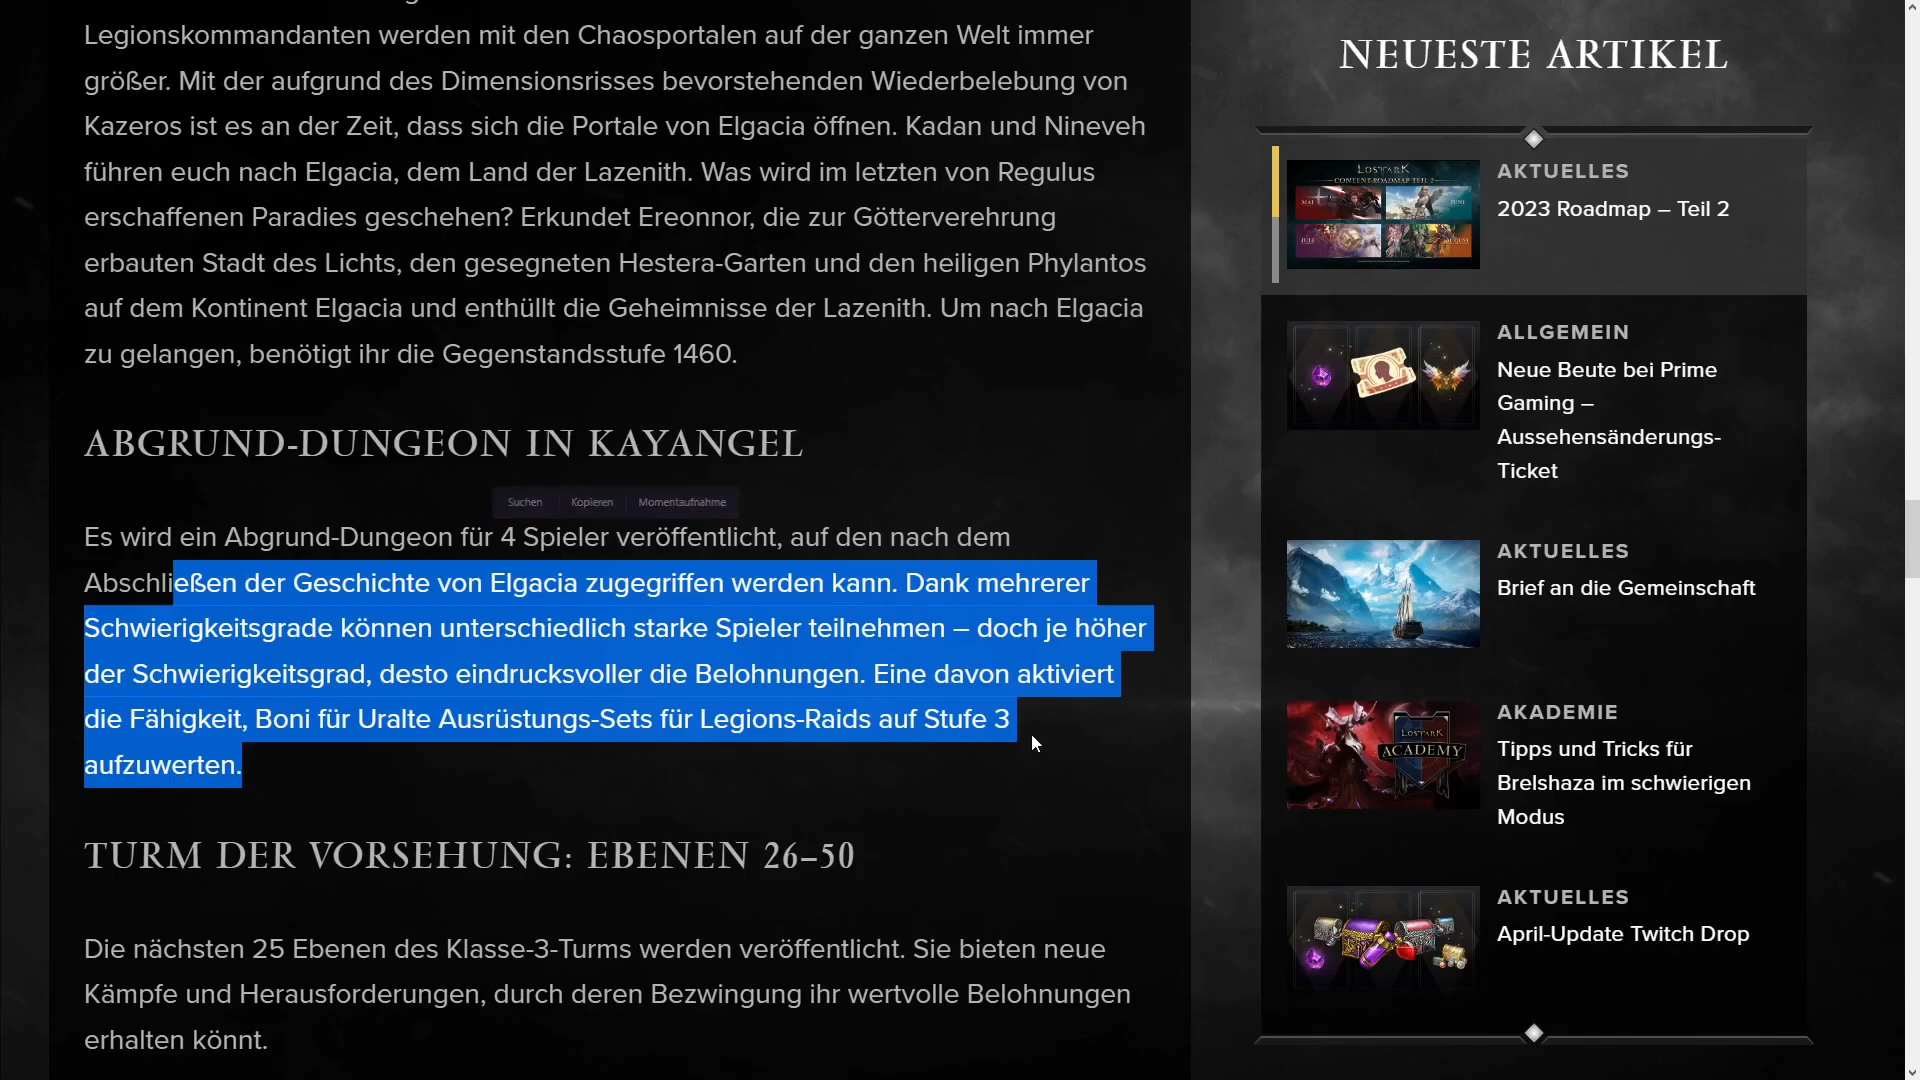 Legionskommandanten werden mit den Chaosportalen auf der ganzen Welt immer
größer. Mit der aufgrund des Dimensionsrisses bevorstehenden Wiederbelebung von
Kazeros ist es an der Zeit, dass sich die Portale von Elgacia öffnen. Kadan und Nineveh
führen euch nach Elgacia, dem Land der Lazenith. Was wird im letzten von Regulus
erschaffenen Paradies geschehen? Erkundet Ereonnor, die zur Götterverehrung
erbauten Stadt des Lichts, den gesegneten Hestera-Garten und den heiligen Phylantos
auf dem Kontinent Elgacia und enthüllt die Geheimnisse der Lazenith. Um nach Elgacia
zu gelangen, benötigt ihr die Gegenstandsstufe 1460.
ABGRUND-DUNGEON IN KAYANGEL
Suchen Kopieren Momentaufnahme
Es wird ein Abgrund-Dungeon für 4 Spieler veröffentlicht, auf den nach dem
Abschließen der Geschichte von Elgacia zugegriffen werden kann. Dank mehrerer
Schwierigkeitsgrade können unterschiedlich starke Spieler teilnehmen – doch je höher
der Schwierigkeitsgrad, desto eindrucksvoller die Belohnungen. Eine davon aktiviert
die Fähigkeit, Boni für Uralte Ausrüstungs-Sets für Legions-Raids auf Stufe 3
aufzuwerten.
TURM DER VORSEHUNG: EBENEN 26–50
Die nächsten 25 Ebenen des Klasse-3-Turms werden veröffentlicht. Sie bieten neue
Kämpfe und Herausforderungen, durch deren Bezwingung ihr wertvolle Belohnungen
erhalten könnt.
NEUESTE ARTIKEL
LOST ARK
CONTENT-ROADMAP TEIL 2
MAI
JUNI
JULI
AUGUST
AKTUELLES
2023 Roadmap – Teil 2
ALLGEMEIN
Neue Beute bei Prime
Gaming –
Aussehensänderungs-
Ticket
AKTUELLES
Brief an die Gemeinschaft
LOST ARK
ACADEMY
AKADEMIE
Tipps und Tricks für
Brelshaza im schwierigen
Modus
AKTUELLES
April-Update Twitch Drop